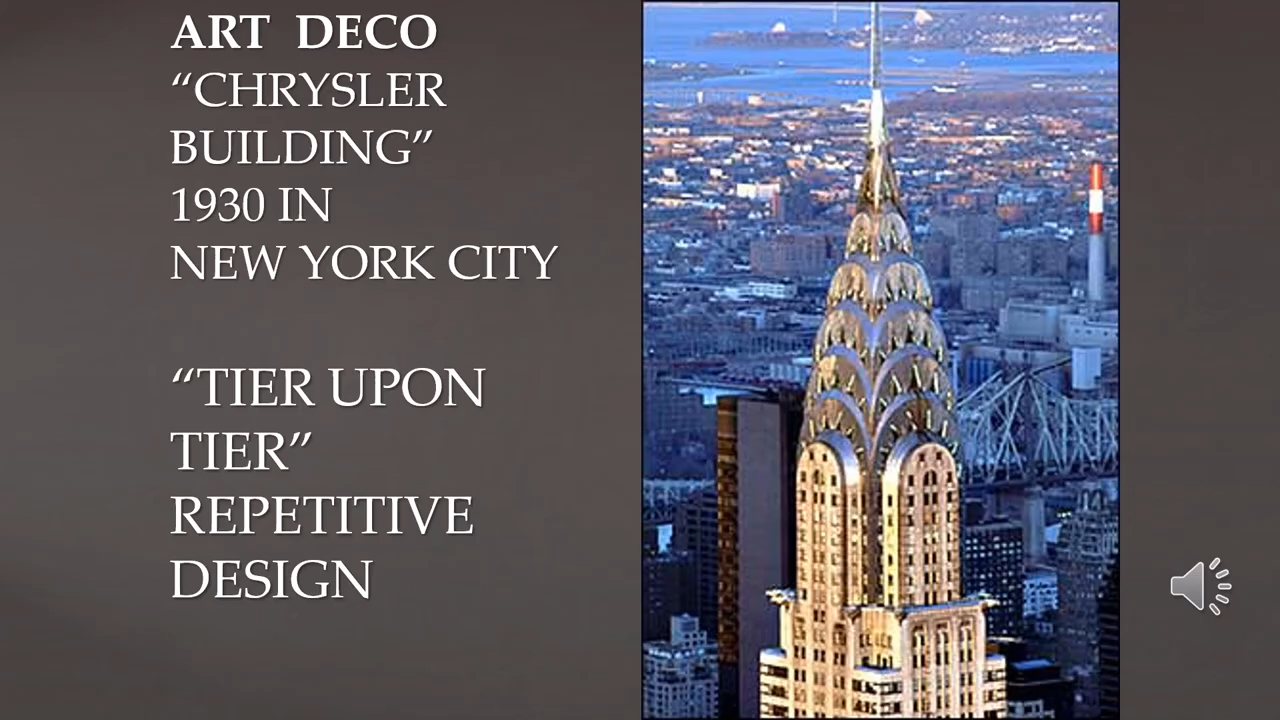 ART DECO
“CHRYSLER
BUILDING”
1930 IN
NEW YORK CITY
“TIER UPON
TIER”
REPETITIVE
DESIGN